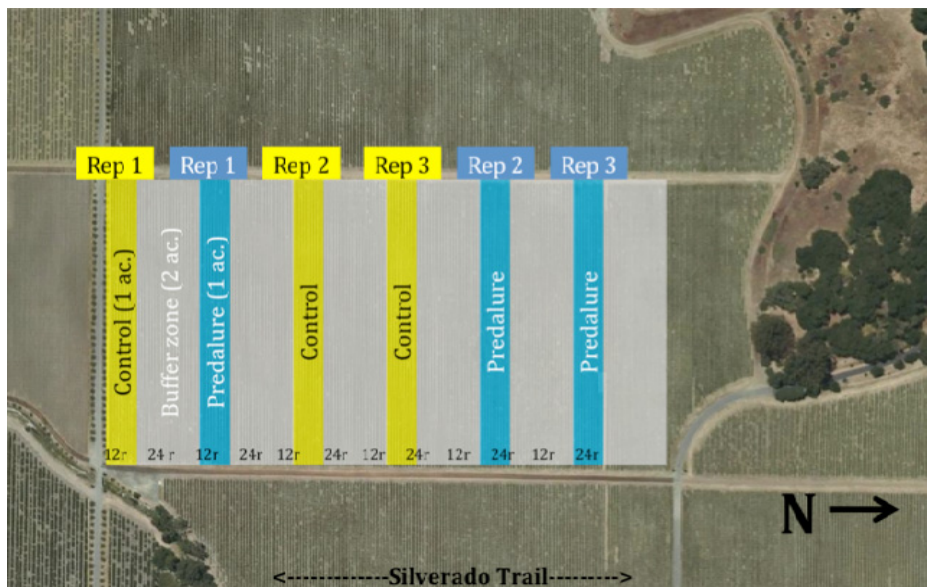 Rep 1
Rep 1
Rep 2
Rep 3
Rep 2
Rep 3
Control (1 ac.)
Buffer zone (2 ac.)
Predalure (1 ac.)
Control
Control
Predalure
Predalure
12r 24 r 12r 24r 12r 24r 12r 24r 12r 24r 12r 24r
N
<-------------Silverado Trail--------->